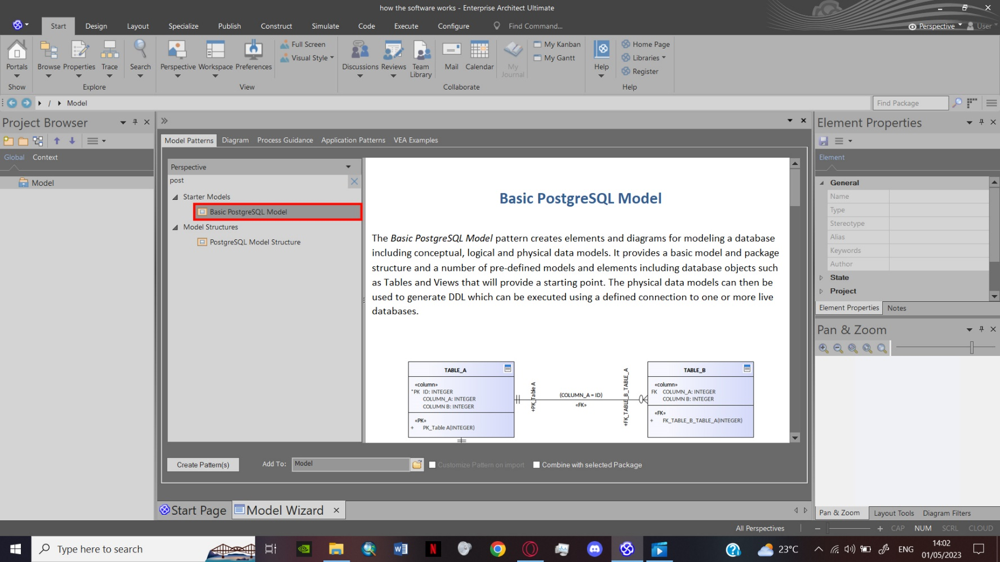 how the software works - Enterprise Architect Ultimate
Start Design Layout Specialize Publish Construct Simulate Code Execute Configure Find Command... Perspective User
Full Screen
My Kanban
Home Page
Visual Style
My Gantt
Libraries
Register
Portals Browse Properties Trace Search Perspective Workspace Preferences Discussions Reviews Team Library Mail Calendar My Journal Help
Show Explore View Collaborate Help
/ Model
Find Package
Project Browser
Global Context
Model
Model Patterns Diagram Process Guidance Application Patterns VEA Examples
Perspective
post
Starter Models
Basic PostgreSQL Model
Model Structures
PostgreSQL Model Structure
Basic PostgreSQL Model
The Basic PostgreSQL Model pattern creates elements and diagrams for modeling a database
including conceptual, logical and physical data models. It provides a basic model and package
structure and a number of pre-defined models and elements including database objects such
as Tables and Views that will provide a starting point. The physical data models can then be
used to generate DDL which can be executed using a defined connection to one or more live
databases.
TABLE_A
«column»
*PK ID: INTEGER
COLUMN_A: INTEGER
COLUMN B: INTEGER
«PK»
+ PK_Table A(INTEGER)
+PK_Table A
(COLUMN_A = ID)
«FK»
+FK_TABLE_B_TABLE_A
TABLE_B
«column»
FK COLUMN_A: INTEGER
COLUMN B: INTEGER
«FK»
+ FK_TABLE_B_TABLE_A(INTEGER)
Create Pattern(s) Add To: Model Customize Pattern on import Combine with selected Package
Start Page Model Wizard
Element Properties
Element
General
Name
Type
Stereotype
Alias
Keywords
Author
State
Project
Element Properties Notes
Pan & Zoom
Pan & Zoom Layout Tools Diagram Filters
All Perspectives CAP NUM SCRL CLOUD
Type here to search
23°C
ENG
14:02
01/05/2023